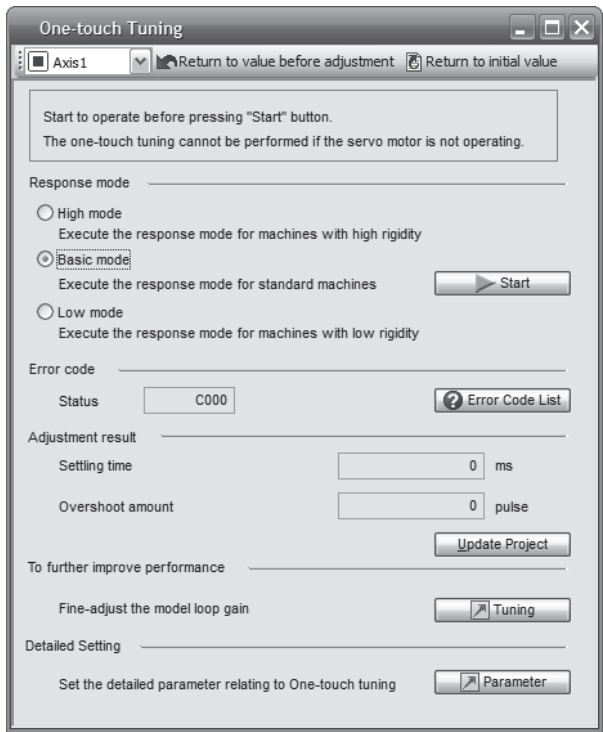 One-touch Tuning
Axis1 Return to value before adjustment Return to initial value
Start to operate before pressing "Start" button.
The one-touch tuning cannot be performed if the servo motor is not operating.
Response mode
High mode
Execute the response mode for machines with high rigidity
Basic mode
Execute the response mode for standard machines Start
Low mode
Execute the response mode for machines with low rigidity
Error code
Status C000 Error Code List
Adjustment result
Settling time 0 ms
Overshoot amount 0 pulse
Update Project
To further improve performance
Fine-adjust the model loop gain Tuning
Detailed Setting
Set the detailed parameter relating to One-touch tuning Parameter